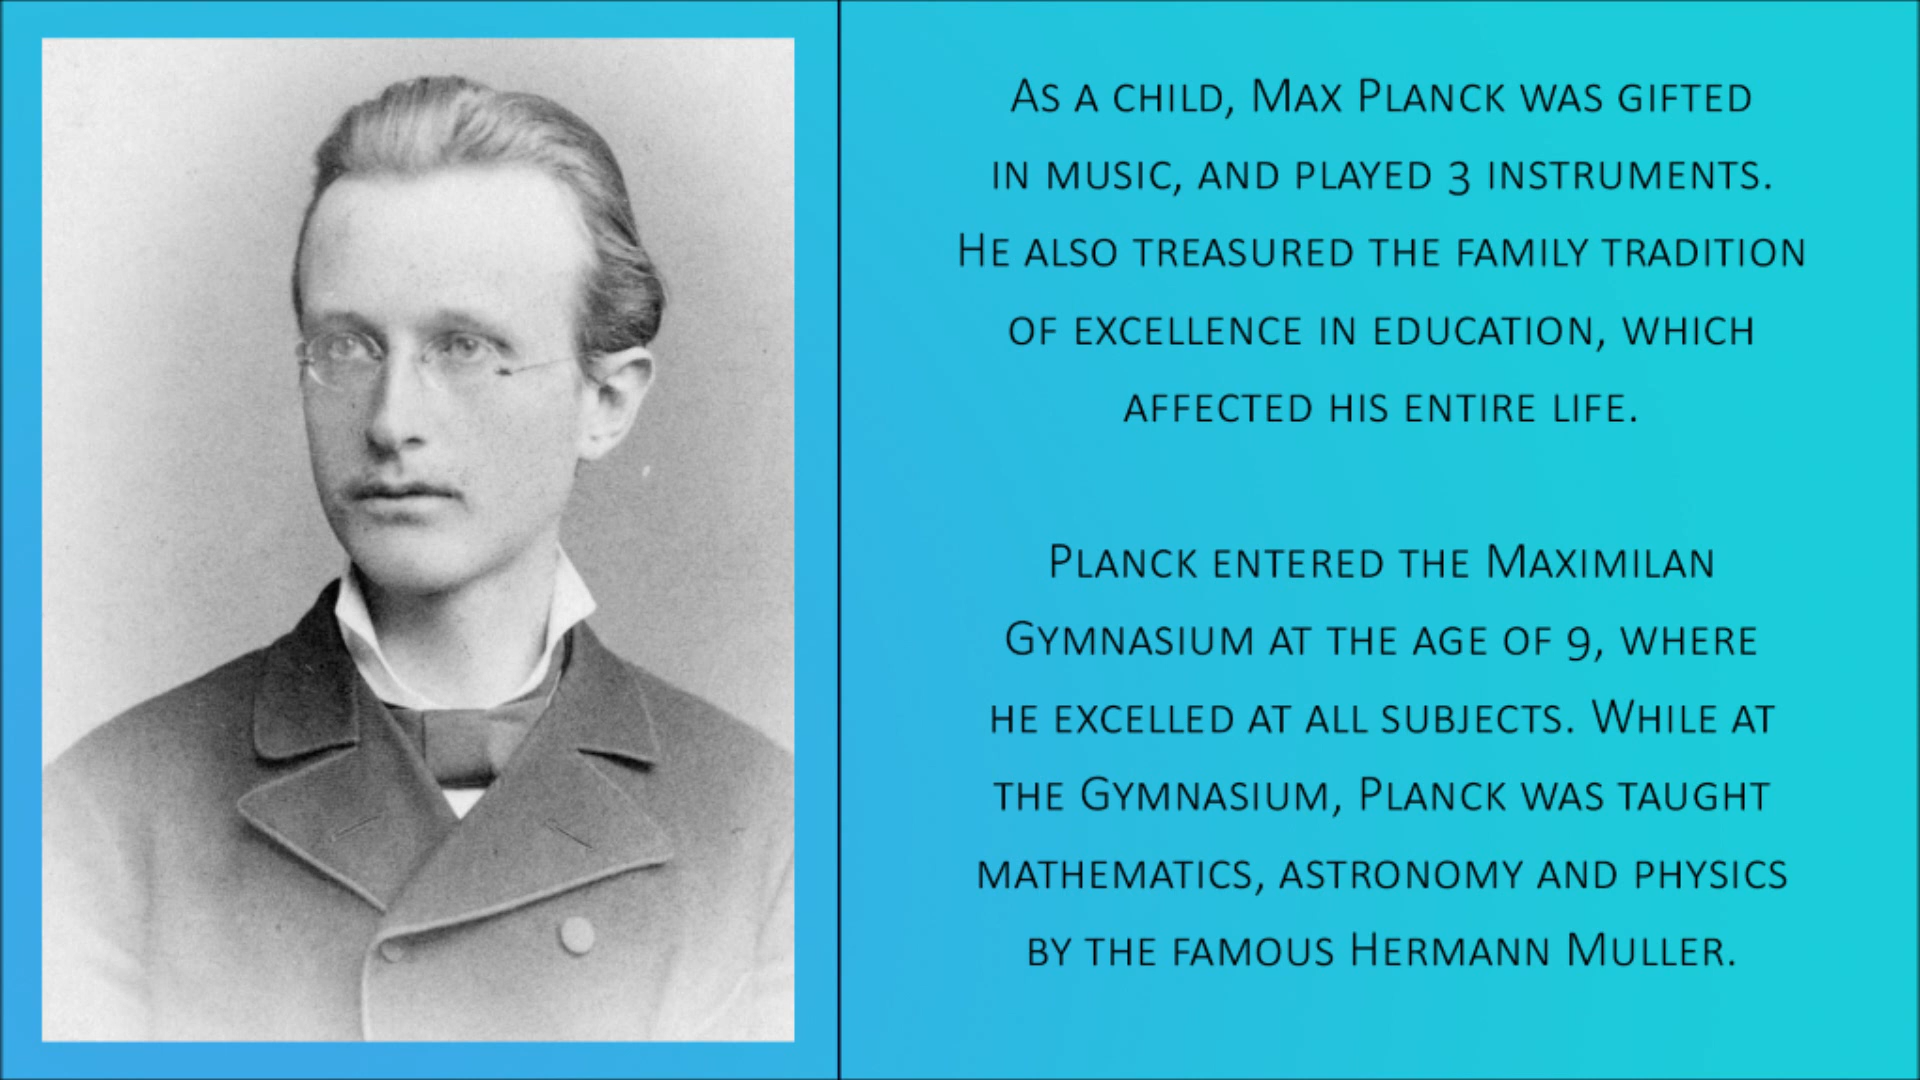 As a child, Max Planck was gifted
in music, and played 3 instruments.
He also treasured the family tradition
of excellence in education, which
affected his entire life.
Planck entered the Maximilan
Gymnasium at the age of 9, where
he excelled at all subjects. While at
the Gymnasium, Planck was taught
mathematics, astronomy and physics
by the famous Hermann Muller.